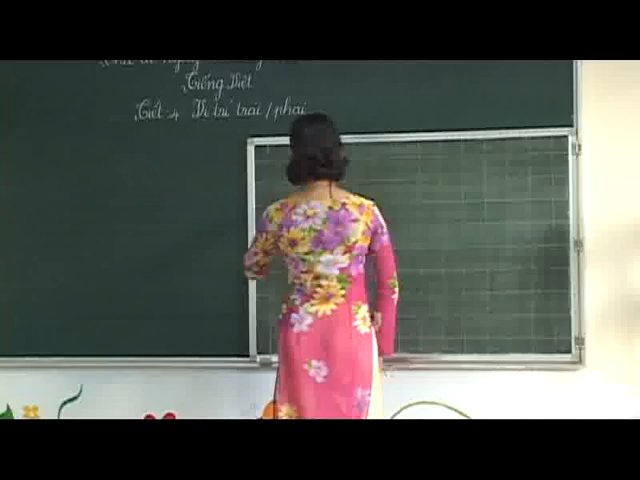 Tiếng Việt
Tiết 4 Vị trí trái / phải